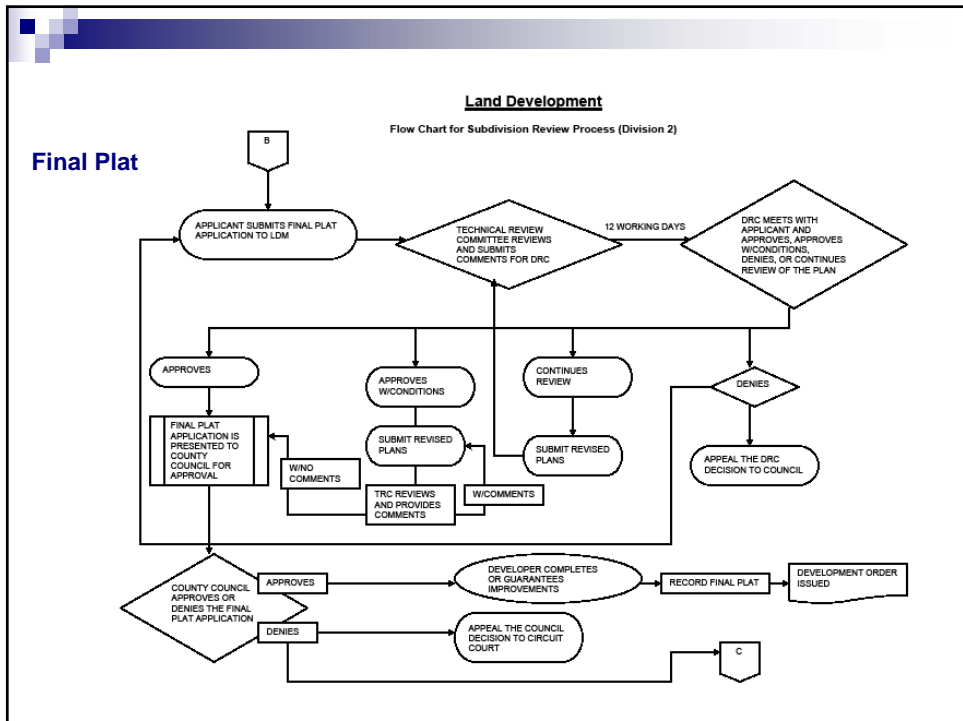 Land Development
Flow Chart for Subdivision Review Process (Division 2)
Final Plat
B
APPLICANT SUBMITS FINAL PLAT
APPLICATION TO LDM
TECHNICAL REVIEW
COMMITTEE REVIEWS
AND SUBMITS
COMMENTS FOR DRC
12 WORKING DAYS
DRC MEETS WITH
APPLICANT AND
APPROVES, APPROVES
W/CONDITIONS,
DENIES, OR CONTINUES
REVIEW OF THE PLAN
APPROVES
APPROVES
W/CONDITIONS
CONTINUES
REVIEW
DENIES
FINAL PLAT
APPLICATION IS
PRESENTED TO
COUNTY
COUNCIL FOR
APPROVAL
W/NO
COMMENTS
SUBMIT REVISED
PLANS
TRC REVIEWS
AND PROVIDES
COMMENTS
W/COMMENTS
SUBMIT REVISED
PLANS
APPEAL THE DRC
DECISION TO COUNCIL
COUNTY COUNCIL
APPROVES OR
DENIES THE FINAL
PLAT APPLICATION
APPROVES
DEVELOPER COMPLETES
OR GUARANTEES
IMPROVEMENTS
RECORD FINAL PLAT
DEVELOPMENT ORDER
ISSUED
DENIES
APPEAL THE COUNCIL
DECISION TO CIRCUIT
COURT
C